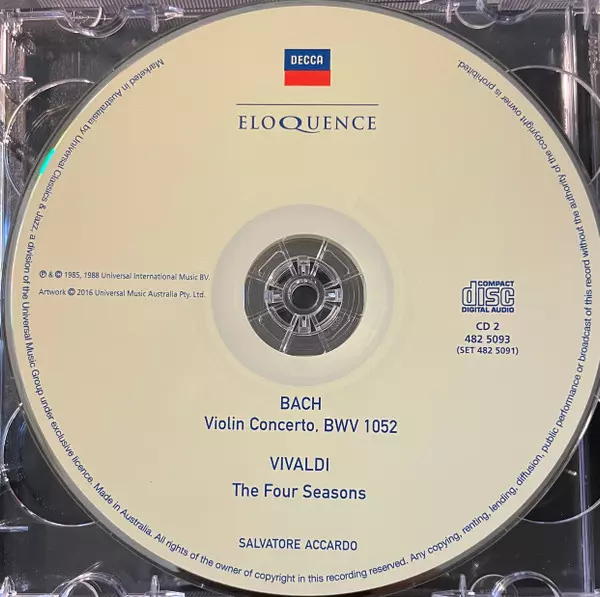 DECCA
ELOQUENCE
℗ & © 1985, 1988 Universal International Music BV.
Artwork © 2016 Universal Music Australia Pty. Ltd.
COMPACT
disc
DIGITAL AUDIO
CD 2
482 5093
(SET 482 5091)
BACH
Violin Concerto, BWV 1052
VIVALDI
The Four Seasons
SALVATORE ACCARDO
Marketed in Australasia by Universal Classics & Jazz, a division of the Universal Music Group under exclusive licence. Made in Australia. All rights of the owner of copyright in this recording reserved. Any copying, renting, lending, diffusion, public performance or broadcast of this record without the authority of the copyright owner is prohibited.